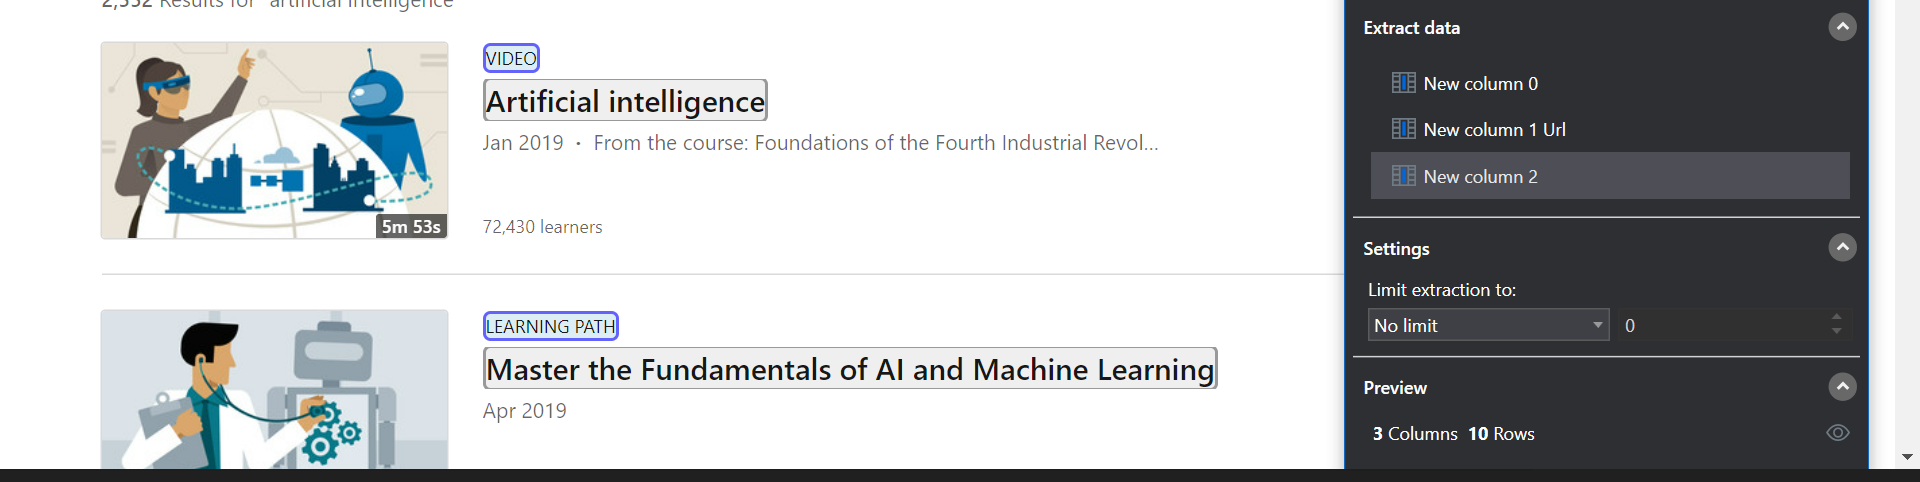 2,332 Results for "artificial intelligence"
VIDEO
Artificial intelligence
Jan 2019 • From the course: Foundations of the Fourth Industrial Revol...
5m 53s
72,430 learners
LEARNING PATH
Master the Fundamentals of AI and Machine Learning
Apr 2019
Extract data
New column 0
New column 1 Url
New column 2
Settings
Limit extraction to:
No limit
0
Preview
3 Columns 10 Rows